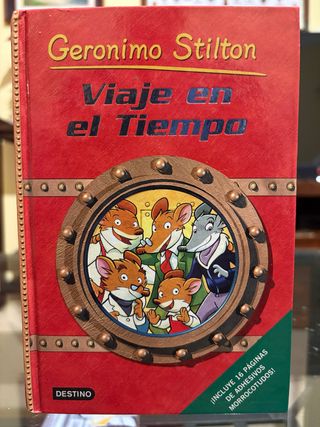 Geronimo Stilton
Viaje en
el Tiempo
¡INCLUYE 16 PÁGINAS
DE ADHESIVOS
MORROCOTUDOS!
DESTINO